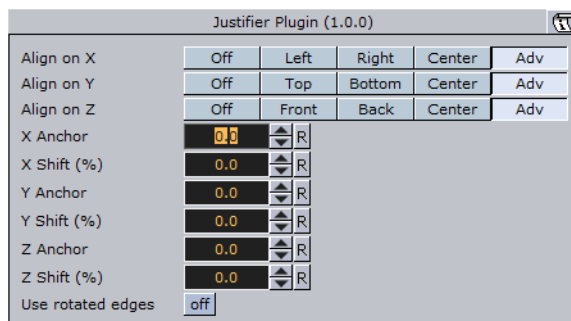 Justifier Plugin (1.0.0)
Align on X Off Left Right Center Adv
Align on Y Off Top Bottom Center Adv
Align on Z Off Front Back Center Adv
X Anchor 0.0 R
X Shift (%) 0.0 R
Y Anchor 0.0 R
Y Shift (%) 0.0 R
Z Anchor 0.0 R
Z Shift (%) 0.0 R
Use rotated edges off